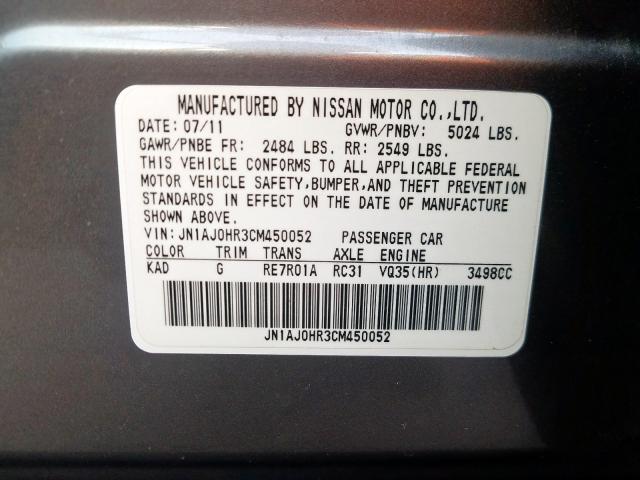 MANUFACTURED BY NISSAN MOTOR CO.,LTD.
DATE: 07/11 GVWR/PNBV: 5024 LBS.
GAWR/PNBE FR: 2484 LBS. RR: 2549 LBS.
THIS VEHICLE CONFORMS TO ALL APPLICABLE FEDERAL
MOTOR VEHICLE SAFETY,BUMPER,AND THEFT PREVENTION
STANDARDS IN EFFECT ON THE DATE OF MANUFACTURE
SHOWN ABOVE.
VIN:JN1AJ0HR3CM450052 PASSENGER CAR
COLOR TRIM TRANS AXLE ENGINE
KAD G RE7R01A RC31 VQ35(HR) 3498CC
JN1AJ0HR3CM450052